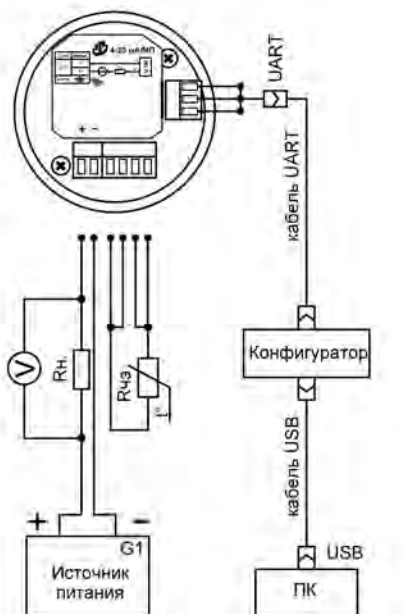 4-20 мА/МП
+ -
UART
кабель UART
V
Rн.
Rчэ
t°
Конфигуратор
кабель USB
+ -
G1
Источник
питания
USB
ПК